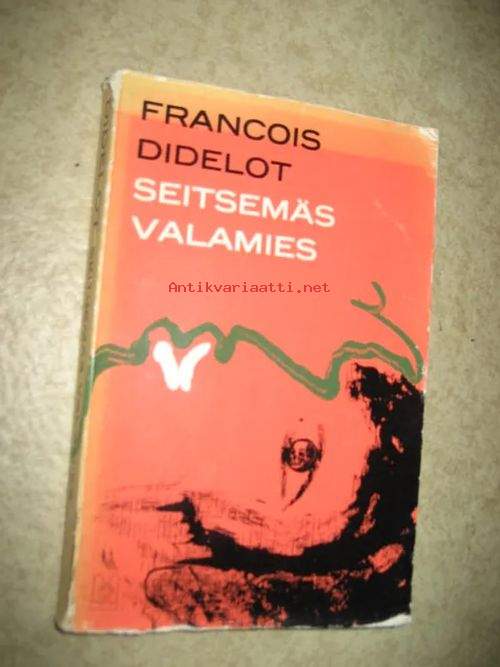 FRANCOIS
DIDELOT
SEITSEMÄS
VALAMIES
Antikvariaatti.net